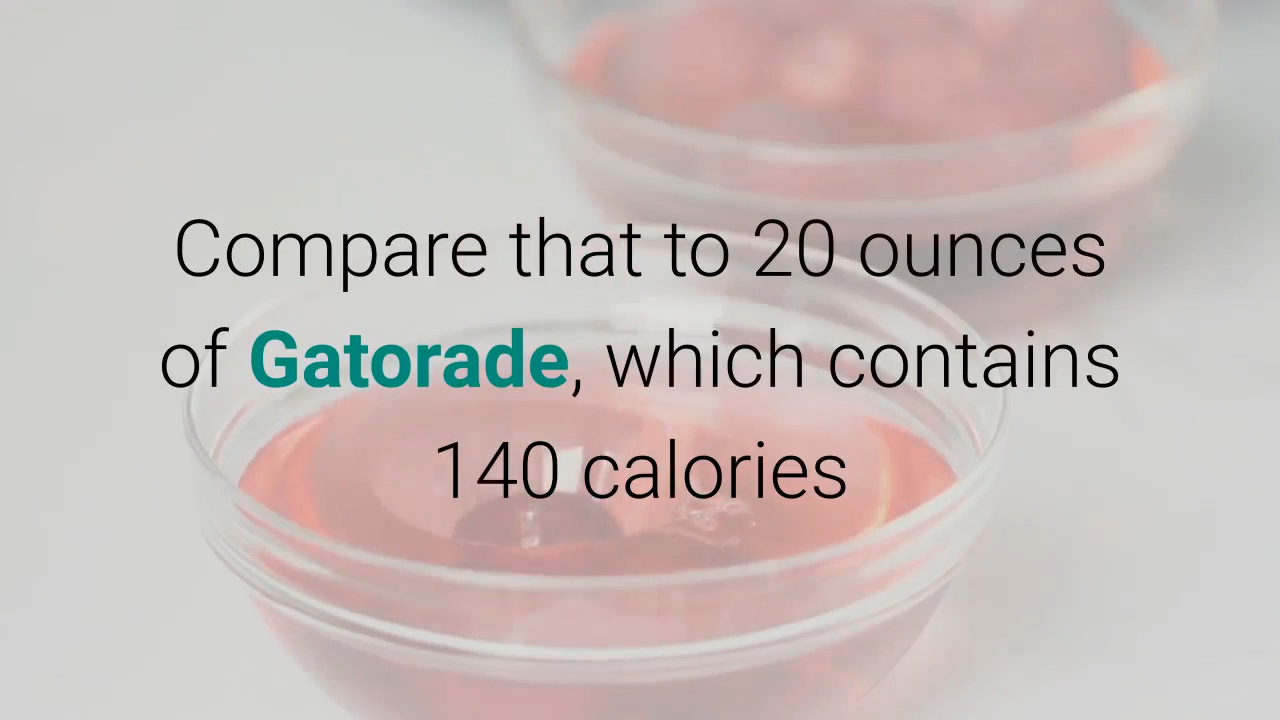 Compare that to 20 ounces
of Gatorade, which contains
140 calories